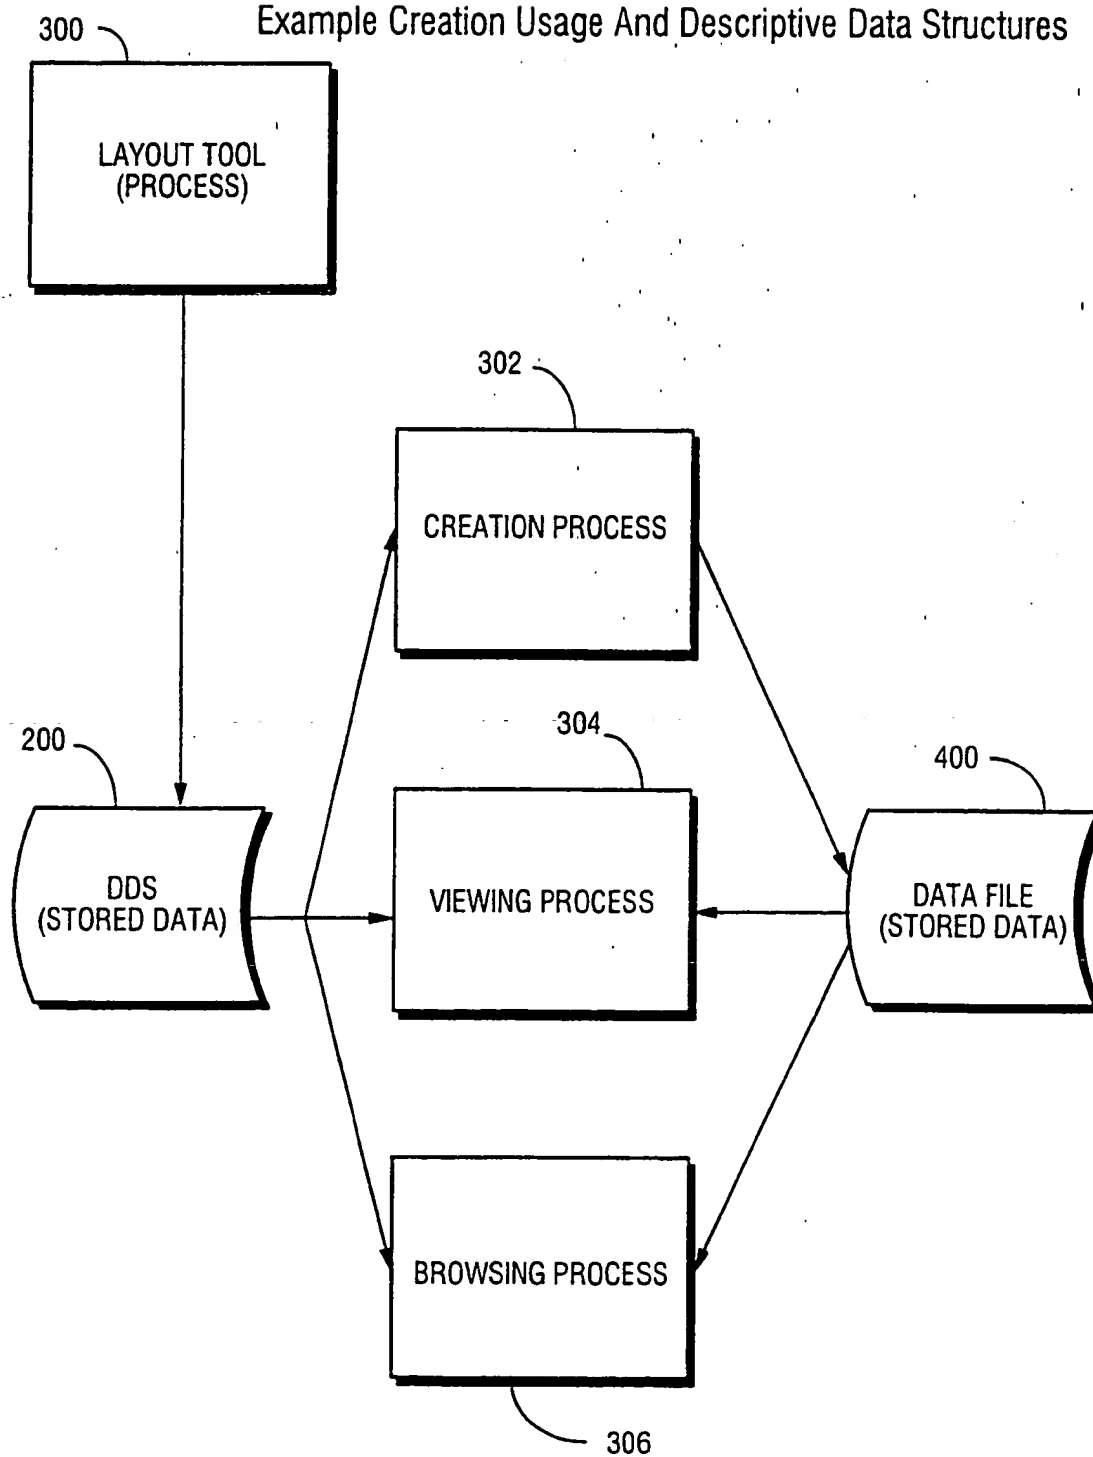 Example Creation Usage And Descriptive Data Structures
300
LAYOUT TOOL
(PROCESS)
302
CREATION PROCESS
200
304
400
DDS
(STORED DATA)
VIEWING PROCESS
DATA FILE
(STORED DATA)
BROWSING PROCESS
306